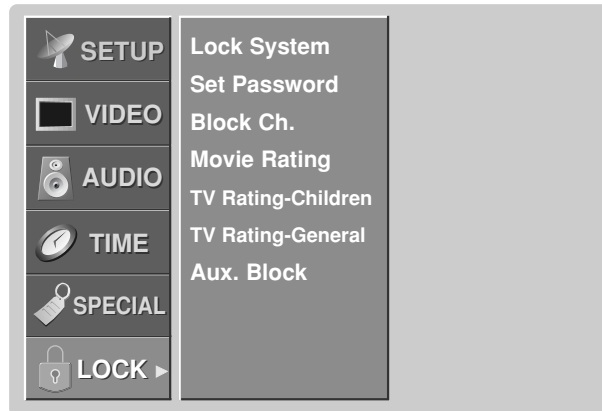 SETUP
VIDEO
AUDIO
TIME
SPECIAL
LOCK ►
Lock System
Set Password
Block Ch.
Movie Rating
TV Rating-Children
TV Rating-General
Aux. Block